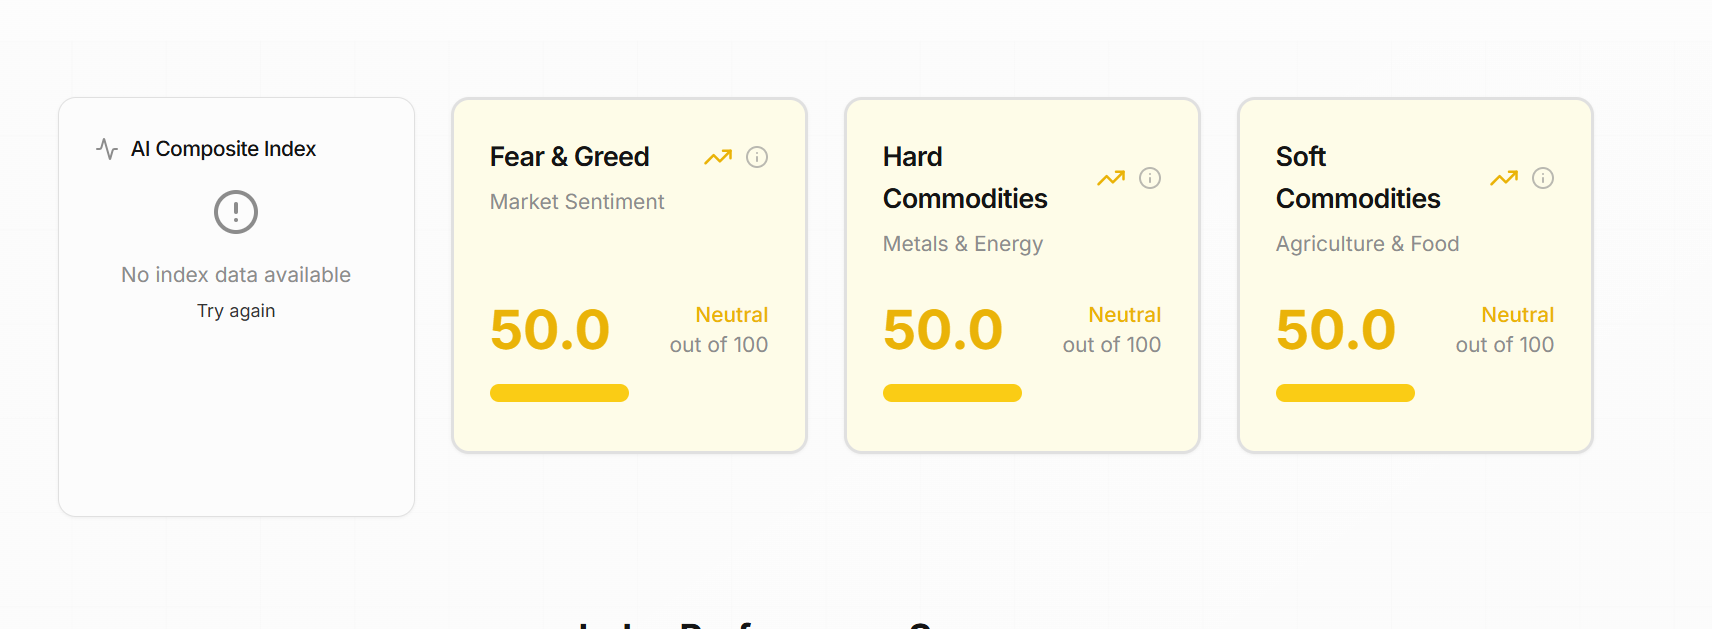 AI Composite Index
No index data available
Try again
Fear & Greed
Market Sentiment
50.0
Neutral
out of 100
Hard
Commodities
Metals & Energy
50.0
Neutral
out of 100
Soft
Commodities
Agriculture & Food
50.0
Neutral
out of 100